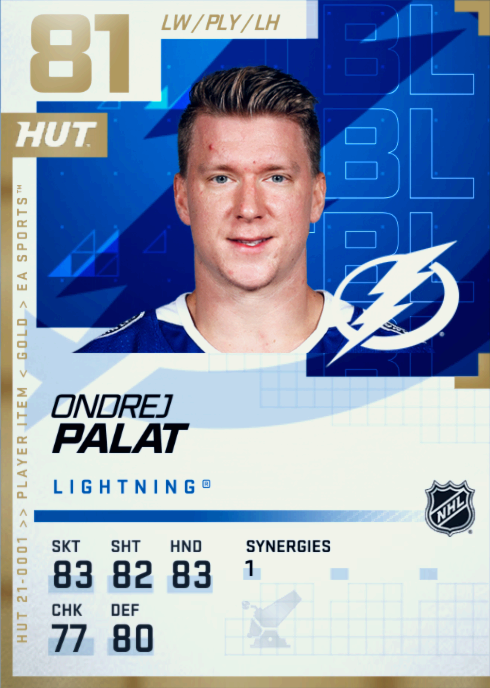 81
LW / PLY / LH
HUT
BL
BL
BL
HUT 21-0001 >> PLAYER ITEM < GOLD > EA SPORTS™
ONDREJ
PALAT
LIGHTNING®
NHL
SKT SHT HND SYNERGIES
83 82 83 1
CHK DEF
77 80